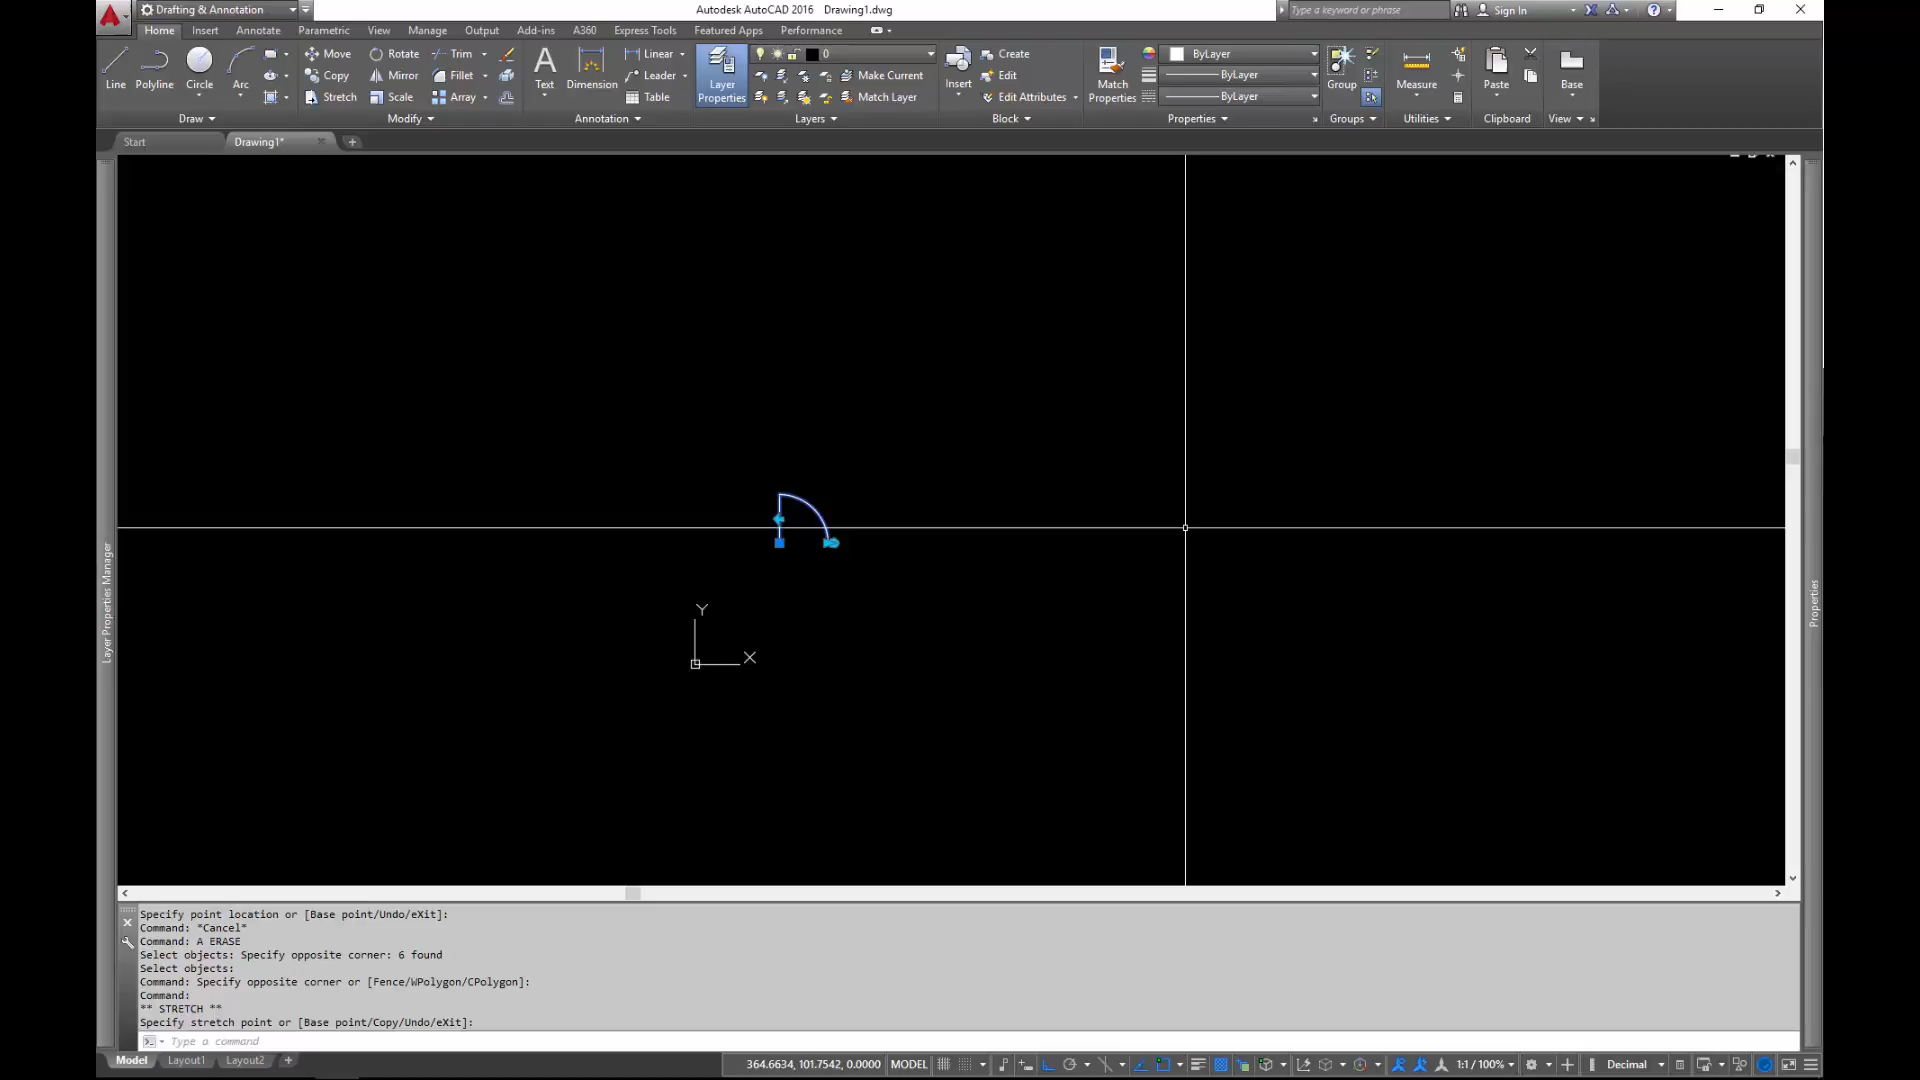 Drafting & Annotation
Autodesk AutoCAD 2016 Drawing1.dwg
Type a keyword or phrase
Sign In
Home Insert Annotate Parametric View Manage Output Add-ins A360 Express Tools Featured Apps Performance
Line Polyline Circle Arc
Move Rotate Trim
Copy Mirror Fillet
Stretch Scale Array
Text Dimension
Linear
Leader
Table
Layer
Properties
0
Make Current
Match Layer
Insert
Create
Edit
Edit Attributes
Match
Properties
ByLayer
ByLayer
ByLayer
Group
Measure
Paste
Base
Draw Modify Annotation Layers Block Properties Groups Utilities Clipboard View
Start Drawing1*
Layer Properties Manager
Properties
Y
X
Specify point location or [Base point/Undo/eXit]:
Command: *Cancel*
Command: A ERASE
Select objects: Specify opposite corner: 6 found
Select objects:
Command: Specify opposite corner or [Fence/WPolygon/CPolygon]:
Command:
** STRETCH **
Specify stretch point or [Base point/Copy/Undo/eXit]:
Type a command
Model Layout1 Layout2
364.6634, 101.7542, 0.0000 MODEL
1:1 / 100%
Decimal